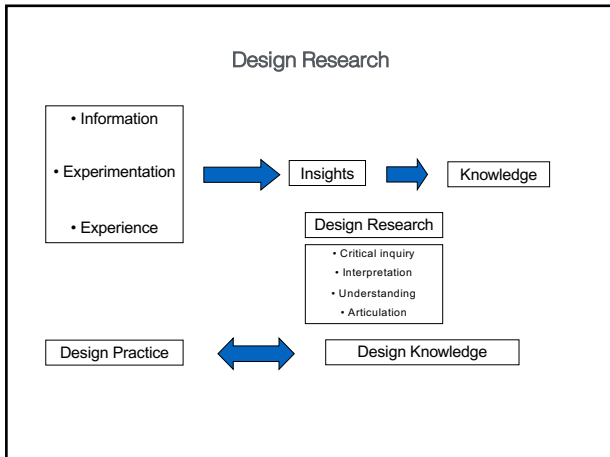 Design Research
• Information
• Experimentation
• Experience
Insights
Knowledge
Design Research
• Critical inquiry
• Interpretation
• Understanding
• Articulation
Design Practice
Design Knowledge